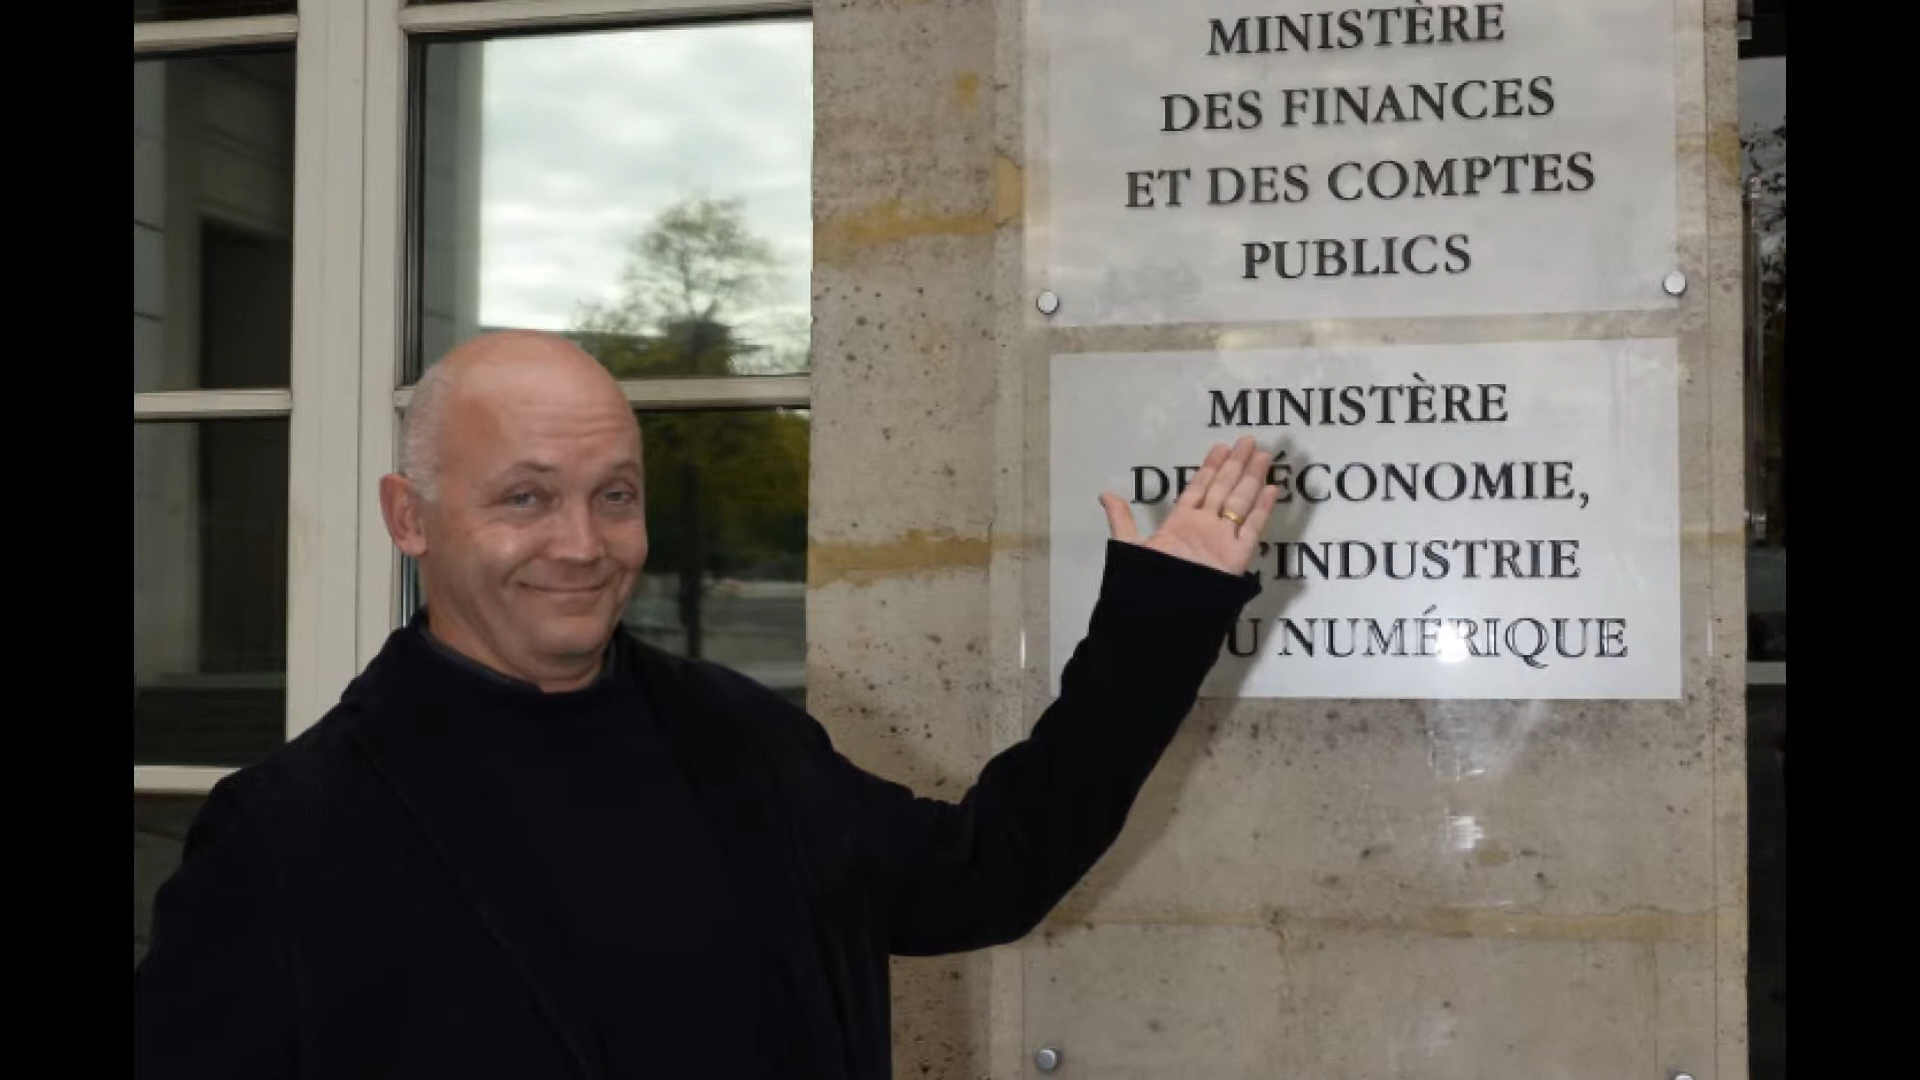 MINISTÈRE
DES FINANCES
ET DES COMPTES
PUBLICS
MINISTÈRE
ÉCONOMIE,
L'INDUSTRIE
NUMÉRIQUE